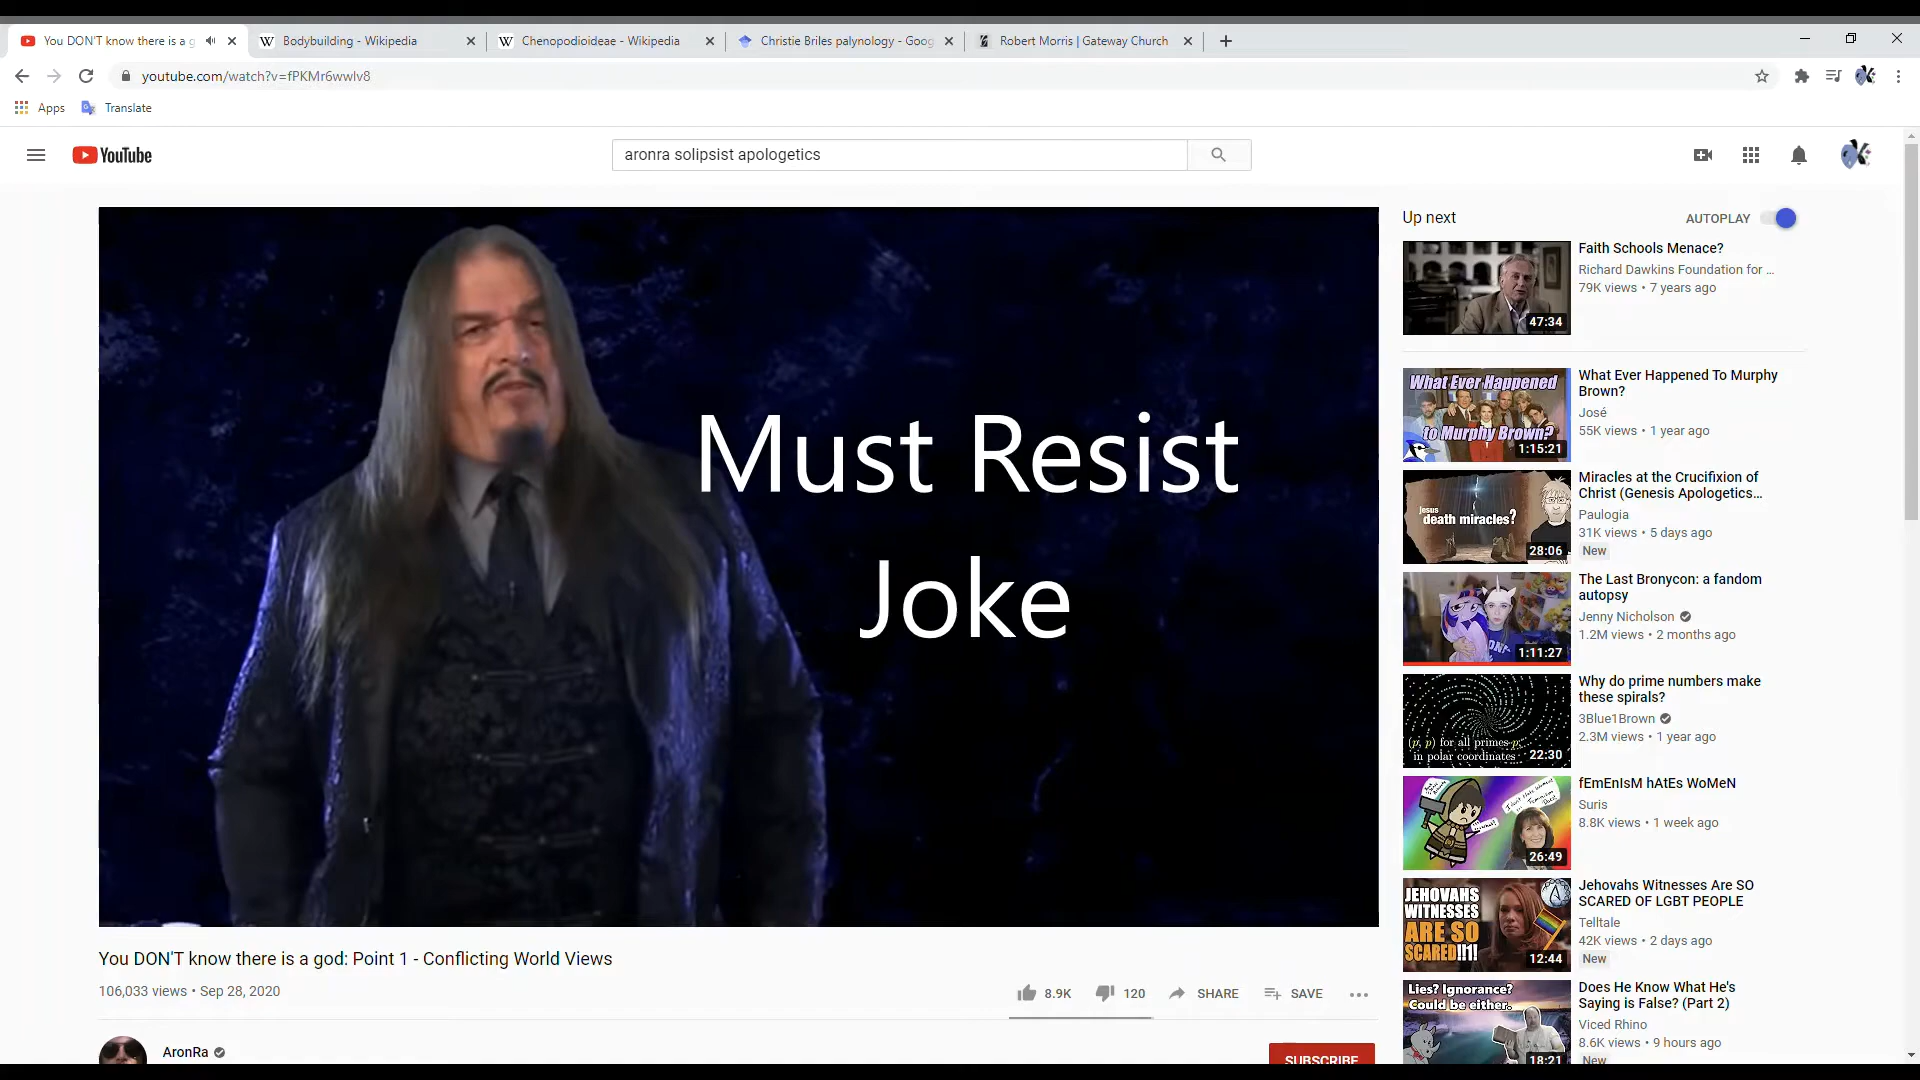 You DON'T know there is a g
Bodybuilding - Wikipedia
Chenopodioideae - Wikipedia
Christie Briles palynology - Goog
Robert Morris | Gateway Church
youtube.com/watch?v=fPKMr6wwlv8
Apps
Translate
YouTube
aronra solipsist apologetics
Must Resist
Joke
You DON'T know there is a god: Point 1 - Conflicting World Views
106,033 views • Sep 28, 2020
8.9K
120
SHARE
SAVE
AronRa
SUBSCRIBE
Up next
AUTOPLAY
47:34
Faith Schools Menace?
Richard Dawkins Foundation for ...
79K views • 7 years ago
What Ever Happened
to Murphy Brown?
1:15:21
What Ever Happened To Murphy
Brown?
José
55K views • 1 year ago
jesus
death miracles?
28:06
Miracles at the Crucifixion of
Christ (Genesis Apologetics...
Paulogia
31K views • 5 days ago
New
1:11:27
The Last Bronycon: a fandom
autopsy
Jenny Nicholson
1.2M views • 2 months ago
(p, p) for all primes p,
in polar coordinates
22:30
Why do prime numbers make
these spirals?
3Blue1Brown
2.3M views • 1 year ago
26:49
fEmEnIsM hAtEs WoMeN
Suris
8.8K views • 1 week ago
JEHOVAHS
WITNESSES
ARE SO
SCARED!!1!
12:44
Jehovahs Witnesses Are SO
SCARED OF LGBT PEOPLE
Telltale
42K views • 2 days ago
New
Lies? Ignorance?
Could be either.
18:21
Does He Know What He's
Saying is False? (Part 2)
Viced Rhino
8.6K views • 9 hours ago
New